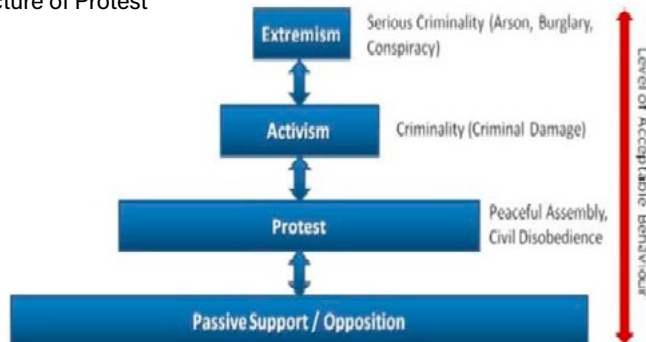 cture of Protest
Extremism
Serious Criminality (Arson, Burglary,
Conspiracy)
Activism
Criminality (Criminal Damage)
Protest
Peaceful Assembly,
Civil Disobedience
Passive Support / Opposition
Level of Acceptable Behaviour